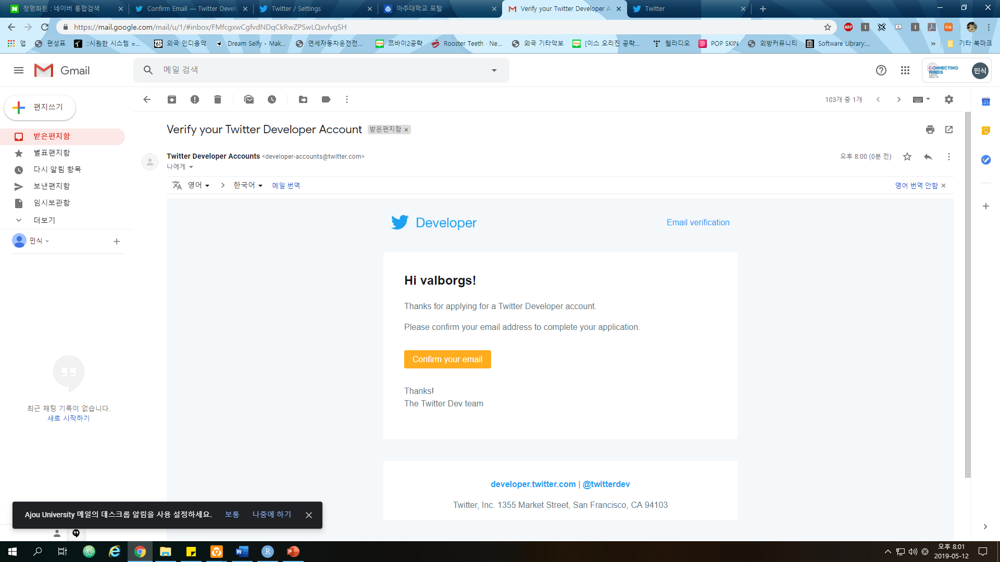 정형화된 : 네이버 통합검색
Confirm Email — Twitter Devel
Twitter / Settings
아주대학교 포탈
Verify your Twitter Developer A
Twitter
https://mail.google.com/mail/u/1/#inbox/FMfcgxwCgfvdNDqCkRwZPSwLQxvfvgSH
앱
편성표
::시원한 시스템 =...
외국 인디음악
Dream Selfy - Mak...
연세자동차운전전...
쯔바이2공략
Rooster Teeth · Ne...
외국 기타악보
[이스 오리진 공략...
웹라디오
POP SKIN
외방커뮤니티
Software Library:...
»
기타 북마크
Gmail
메일 검색
CONNECTING MINDS
민식
편지쓰기
103개 중 1개
받은편지함
별표편지함
다시 알림 항목
보낸편지함
임시보관함
더보기
민식
최근 채팅 기록이 없습니다.
새로 시작하기
Verify your Twitter Developer Account 받은편지함 ×
Twitter Developer Accounts <developer-accounts@twitter.com>
오후 8:00 (0분 전)
나에게
영어 > 한국어 메일 번역
영어 번역 안함 ×
Developer
Email verification
Hi valborgs!
Thanks for applying for a Twitter Developer account.
Please confirm your email address to complete your application.
Confirm your email
Thanks!
The Twitter Dev team
developer.twitter.com | @twitterdev
Twitter, Inc. 1355 Market Street, San Francisco, CA 94103
Ajou University 메일의 데스크톱 알림을 사용 설정하세요. 보통 나중에 하기
오후 8:01
2019-05-12